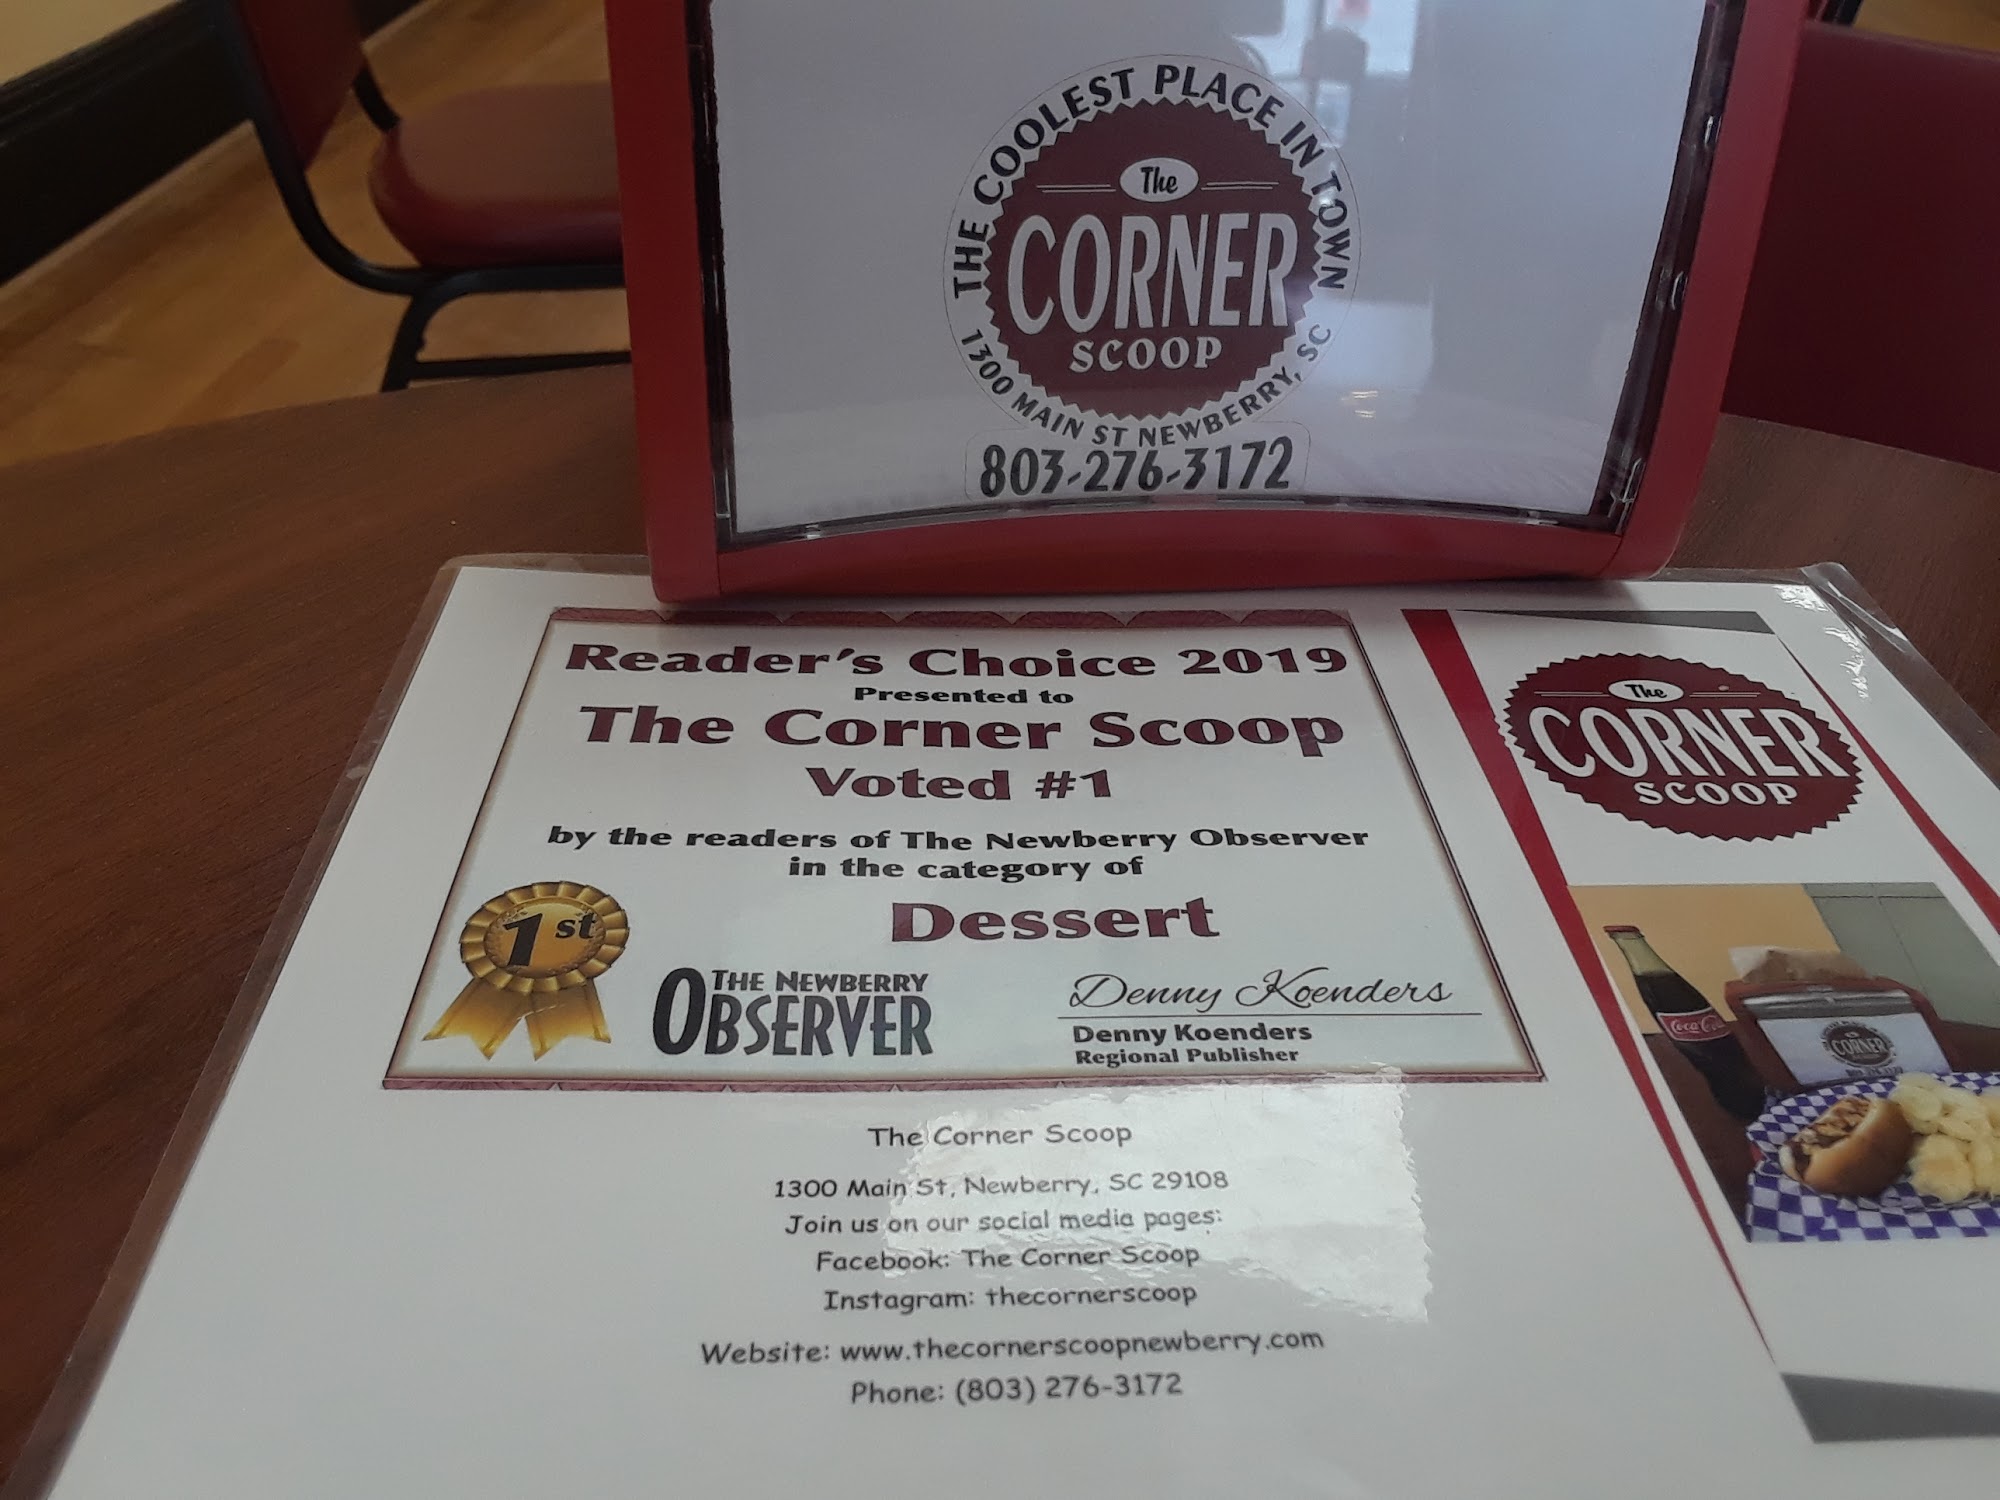 THE COOLEST PLACE IN TOWN
The
CORNER
SCOOP
1300 MAIN ST NEWBERRY, SC
803-276-3172
Reader's Choice 2019
Presented to
The Corner Scoop
Voted #1
by the readers of The Newberry Observer
in the category of
Dessert
1st
THE NEWBERRY
OBSERVER
Denny Koenders
Denny Koenders
Regional Publisher
The Corner Scoop
1300 Main St, Newberry, SC 29108
Join us on our social media pages:
Facebook: The Corner Scoop
Instagram: thecornerscoop
Website: www.thecornerscoopnewberry.com
Phone: (803) 276-3172
The
CORNER
SCOOP
Coca-Cola
CORNER